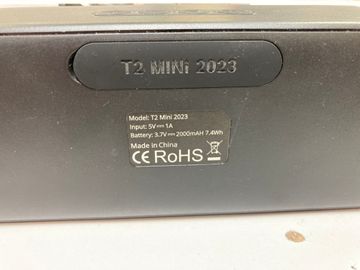 T2 MINi 2023
Model: T2 Mini 2023
Input: 5V⎓1A
Battery: 3.7V⎓2000mAH 7.4Wh
Made in China
CE RoHS